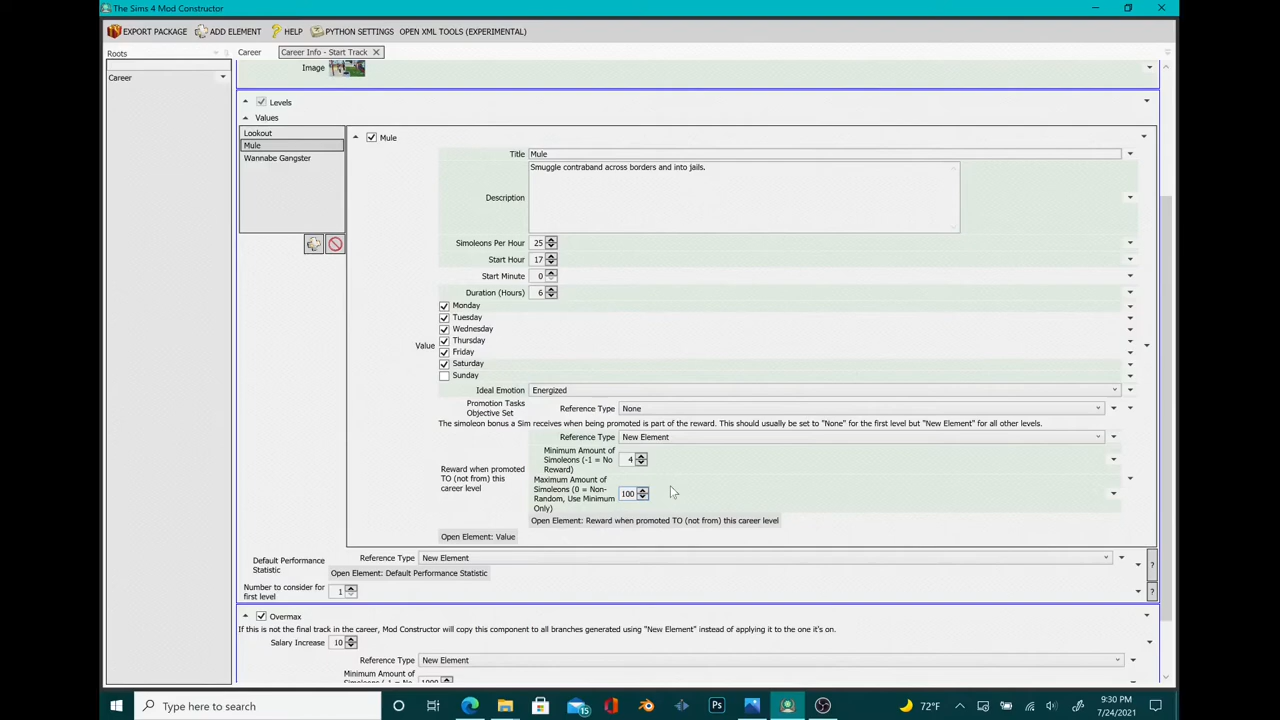 The Sims 4 Mod Constructor
EXPORT PACKAGE ADD ELEMENT HELP PYTHON SETTINGS OPEN XML TOOLS (EXPERIMENTAL)
Roots
Career Career Info - Start Track
Career
Image
Levels
Values
Lookout
Mule
Wannabe Gangster
Mule
Title Mule
Description Smuggle contraband across borders and into jails.
Simoleons Per Hour 25
Start Hour 17
Start Minute 0
Duration (Hours) 6
Monday
Tuesday
Wednesday
Thursday
Value
Friday
Saturday
Sunday
Ideal Emotion Energized
Promotion Tasks
Objective Set
Reference Type None
The simoleon bonus a Sim receives when being promoted is part of the reward. This should usually be set to "None" for the first level but "New Element" for all other levels.
Reference Type New Element
Minimum Amount of
Simoleons (-1 = No
Reward)
4
Reward when promoted
TO (not from) this
career level
Maximum Amount of
Simoleons (0 = Non-
Random, Use Minimum
Only)
100
Open Element: Reward when promoted TO (not from) this career level
Open Element: Value
Default Performance
Statistic
Reference Type New Element
Open Element: Default Performance Statistic
?
Number to consider for
first level
1
?
Overmax
If this is not the final track in the career, Mod Constructor will copy this component to all branches generated using "New Element" instead of applying it to the one it's on.
Salary Increase 10
Reference Type New Element
Minimum Amount of
1000
Type here to search
15
Ps
72°F
9:30 PM
7/24/2021